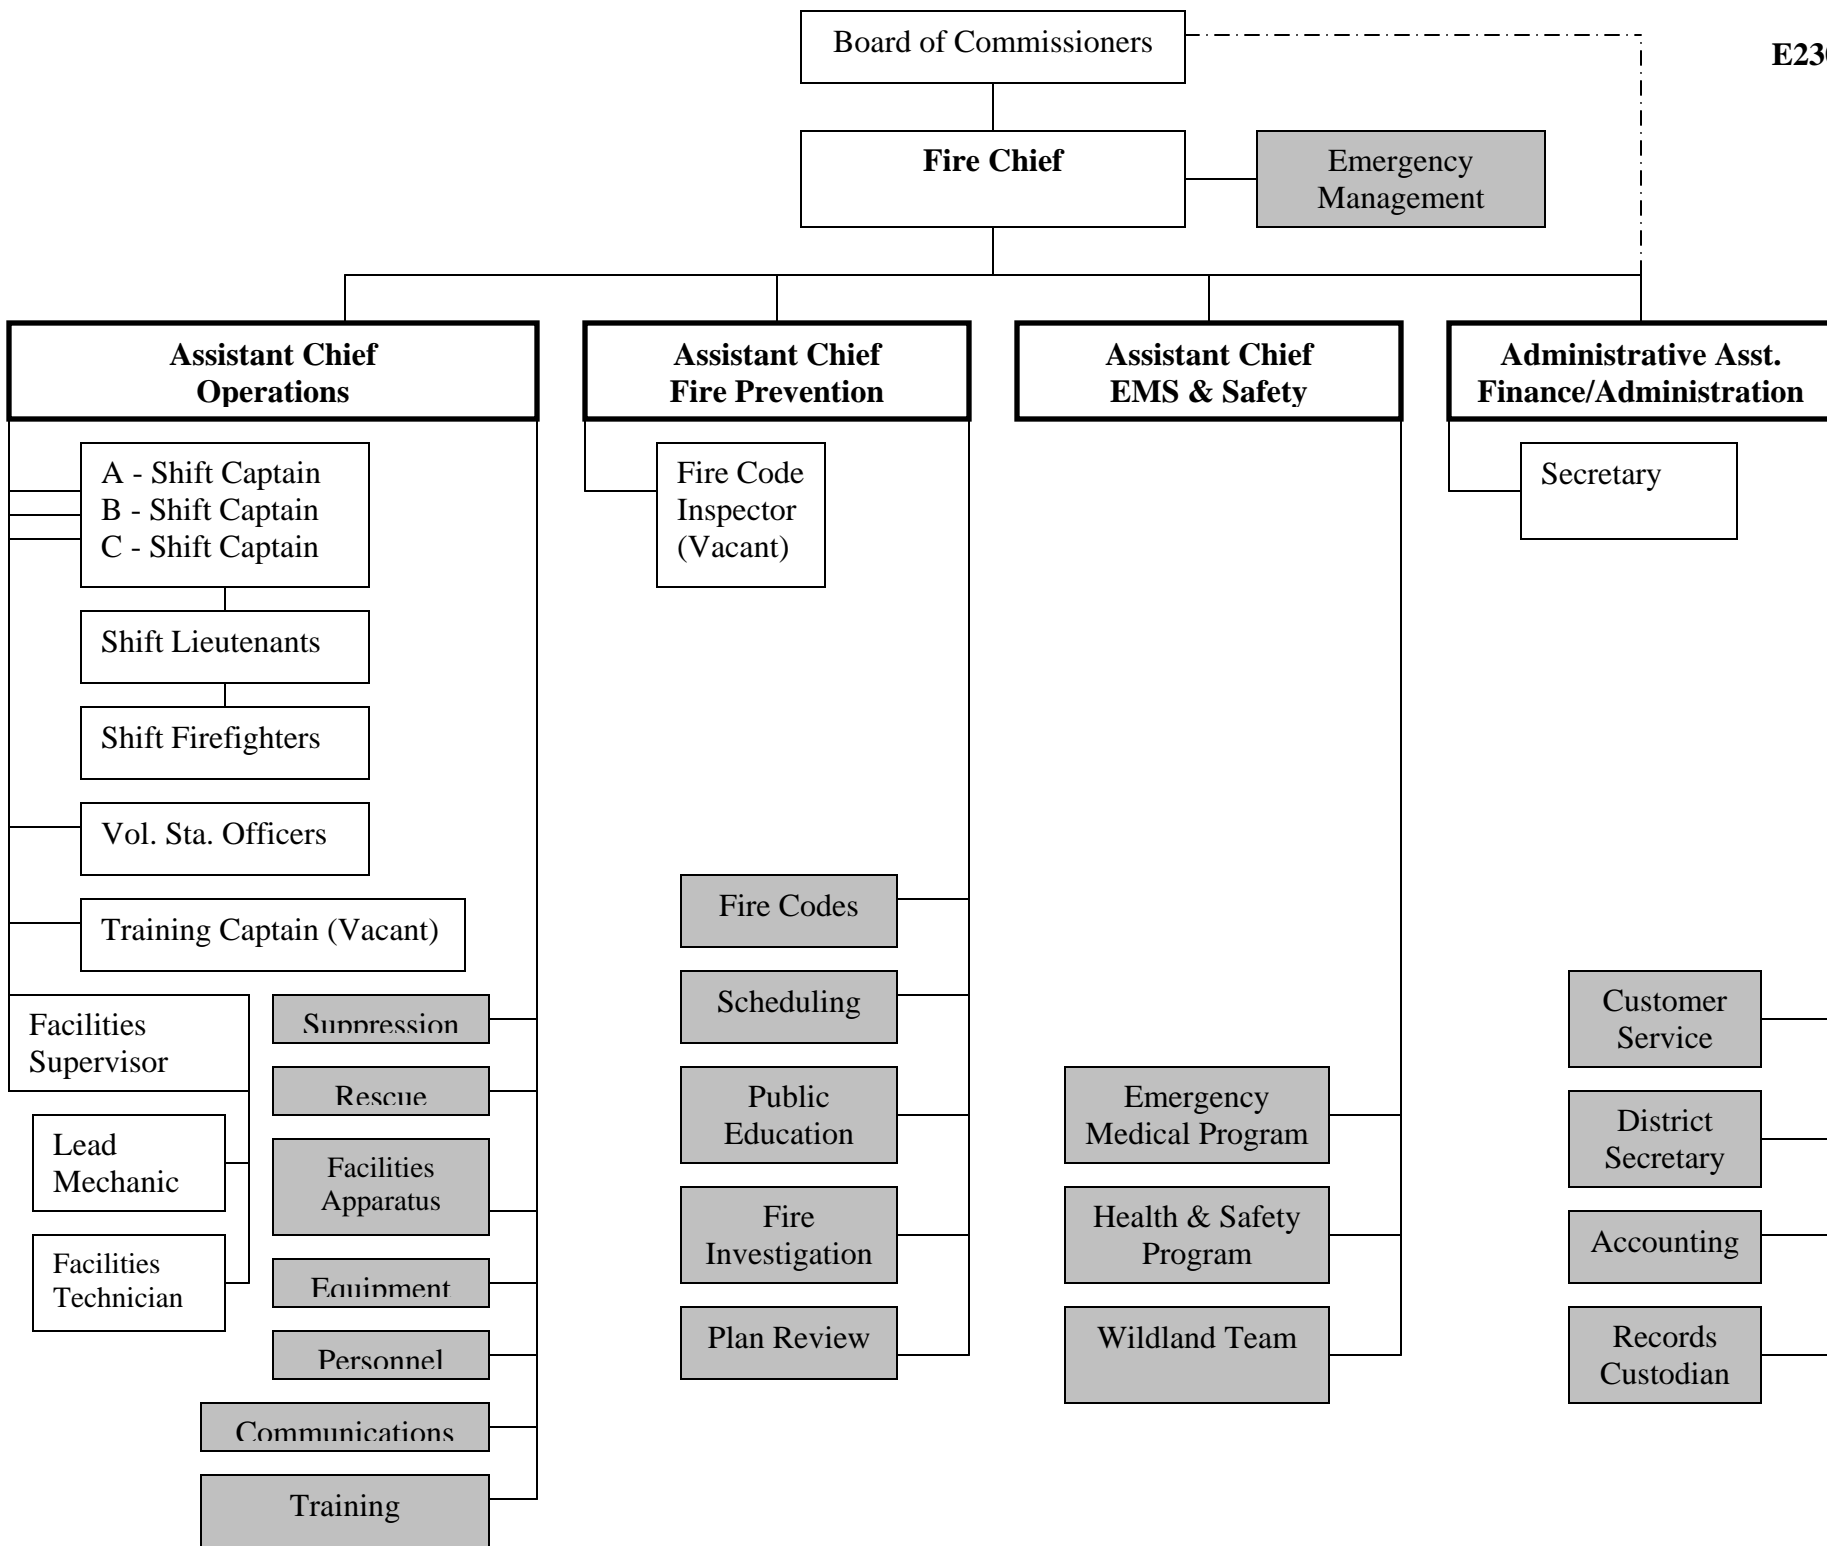 Board of Commissioners
E230
Fire Chief
Emergency
Management
Assistant Chief
Operations
Assistant Chief
Fire Prevention
Assistant Chief
EMS & Safety
Administrative Asst.
Finance/Administration
A - Shift Captain
B - Shift Captain
C - Shift Captain
Fire Code
Inspector
(Vacant)
Secretary
Shift Lieutenants
Shift Firefighters
Vol. Sta. Officers
Training Captain (Vacant)
Facilities
Supervisor
Lead
Mechanic
Facilities
Technician
Suppression
Rescue
Facilities
Apparatus
Equipment
Personnel
Communications
Training
Fire Codes
Scheduling
Public
Education
Fire
Investigation
Plan Review
Emergency
Medical Program
Health & Safety
Program
Wildland Team
Customer
Service
District
Secretary
Accounting
Records
Custodian